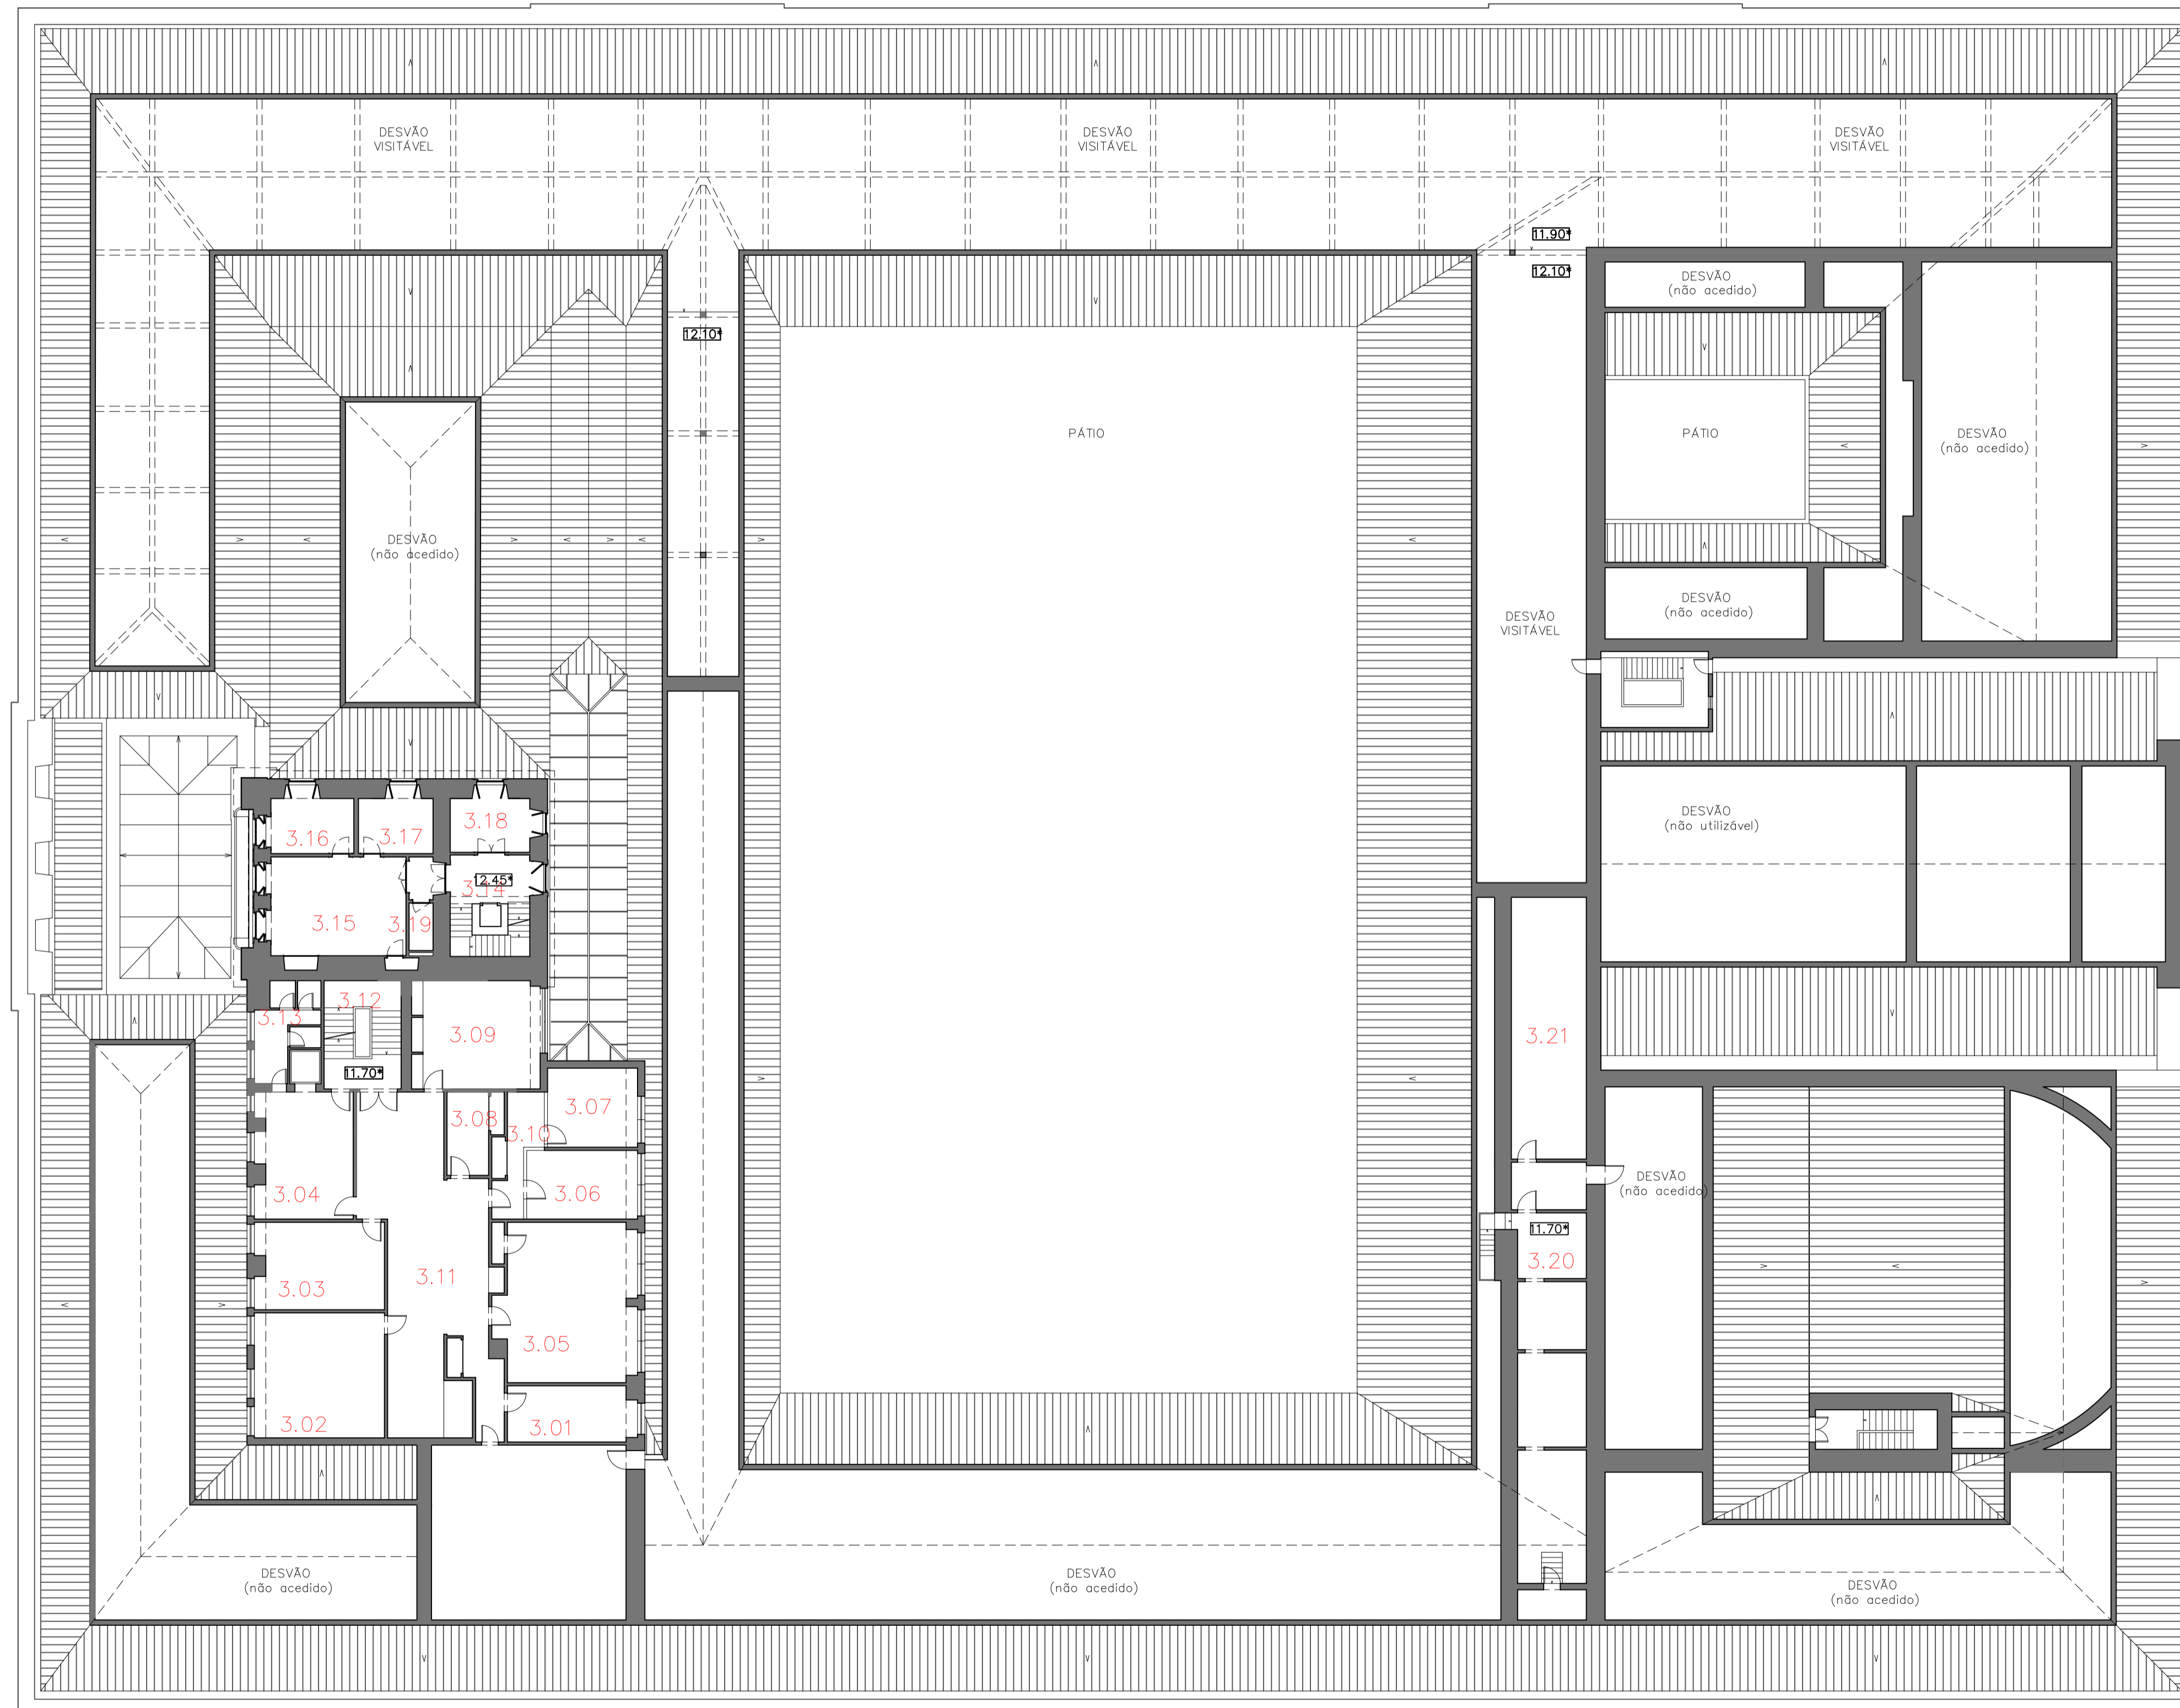 DESVÃO
VISITÁVEL
DESVÃO
VISITÁVEL
DESVÃO
VISITÁVEL
11.90*
12.10*
DESVÃO
(não acedido)
12.10*
PÁTIO
PÁTIO
DESVÃO
(não acedido)
DESVÃO
(não acedido)
DESVÃO
(não acedido)
DESVÃO
VISITÁVEL
DESVÃO
(não utilizável)
3.16
3.17
3.18
12.45*
3.14
3.15
3.19
3.12
3.13
3.09
3.21
11.70*
3.07
3.08
3.10
3.06
3.04
DESVÃO
(não acedido)
11.70*
3.20
3.11
3.03
3.05
3.02
3.01
DESVÃO
(não acedido)
DESVÃO
(não acedido)
DESVÃO
(não acedido)